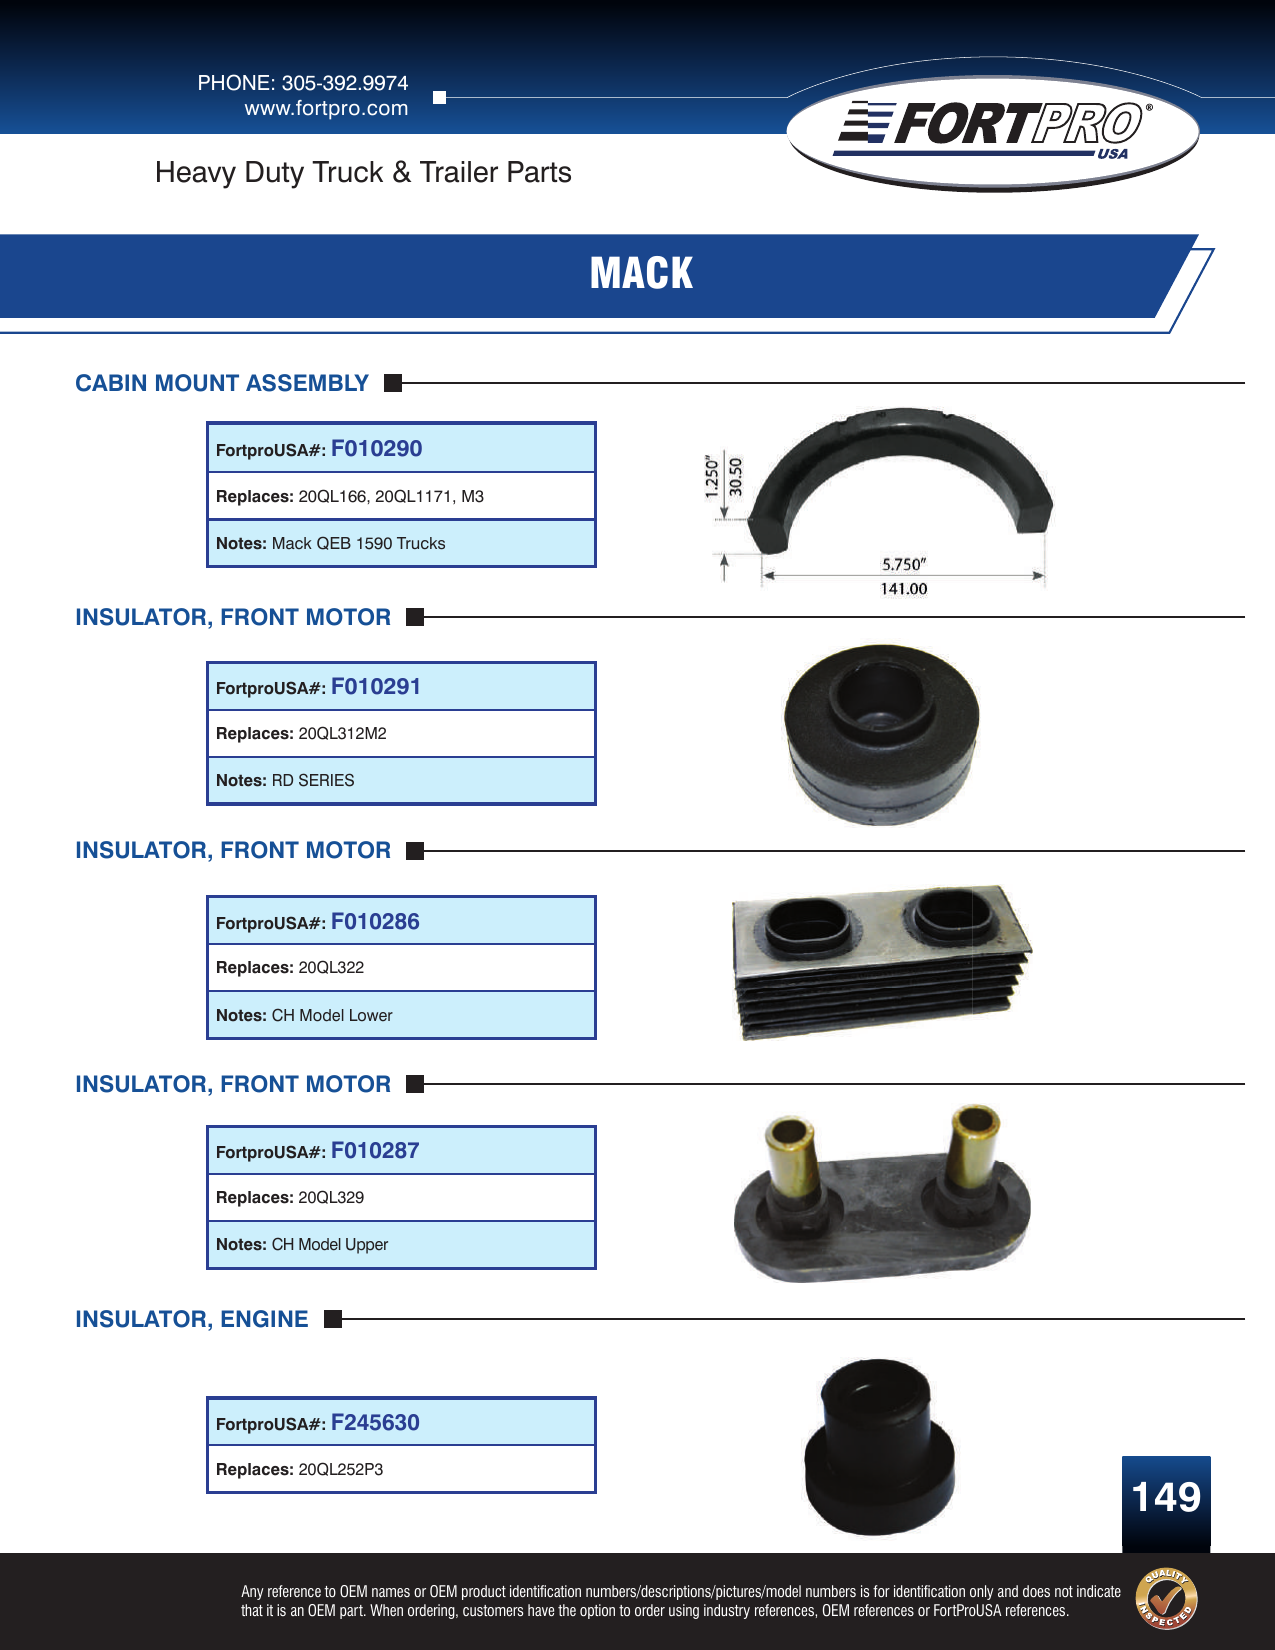 PHONE: 305-392.9974
www.fortpro.com
FORTPRO®
USA
Heavy Duty Truck & Trailer Parts
MACK
CABIN MOUNT ASSEMBLY
FortproUSA#: F010290
Replaces: 20QL166, 20QL1171, M3
Notes: Mack QEB 1590 Trucks
1.250"
30.50
5.750"
141.00
INSULATOR, FRONT MOTOR
FortproUSA#: F010291
Replaces: 20QL312M2
Notes: RD SERIES
INSULATOR, FRONT MOTOR
FortproUSA#: F010286
Replaces: 20QL322
Notes: CH Model Lower
INSULATOR, FRONT MOTOR
FortproUSA#: F010287
Replaces: 20QL329
Notes: CH Model Upper
INSULATOR, ENGINE
FortproUSA#: F245630
Replaces: 20QL252P3
149
Any reference to OEM names or OEM product identification numbers/descriptions/pictures/model numbers is for identification only and does not indicate
that it is an OEM part. When ordering, customers have the option to order using industry references, OEM references or FortProUSA references.
QUALITY
INSPECTED